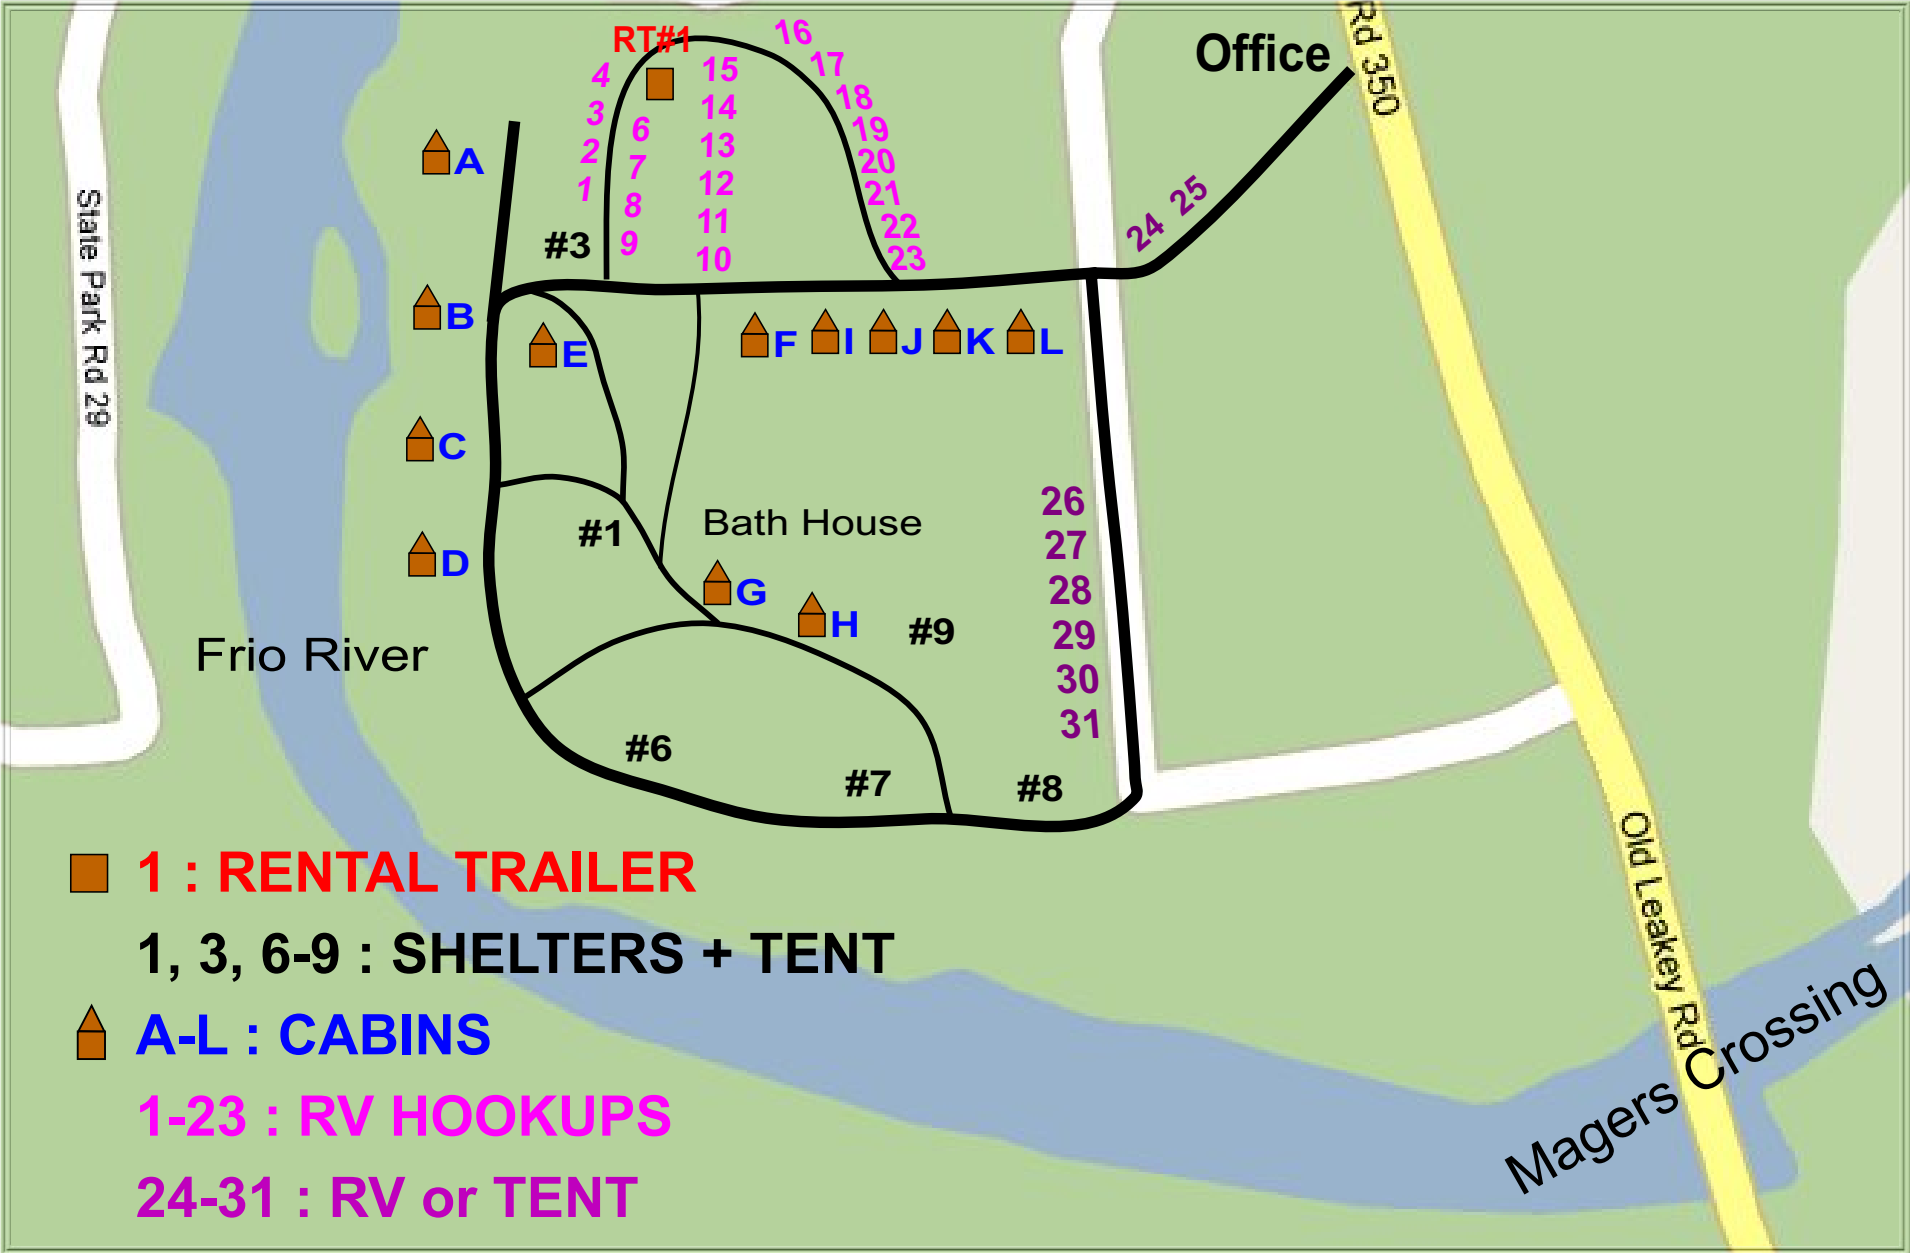 RT#1
16
Office
Rd 350
17
4
15
18
3
14
19
6
13
2
20
A
7
12
1
21
24 25
State Park Rd 29
8
11
22
#3
9
10
23
B
E
F
I
J
K
L
C
26
#1
Bath House
27
D
G
28
H
#9
29
Frio River
30
31
#6
#7
#8
Old Leakey Rd
1 : RENTAL TRAILER
1, 3, 6-9 : SHELTERS + TENT
A-L : CABINS
Magers Crossing
1-23 : RV HOOKUPS
24-31 : RV or TENT